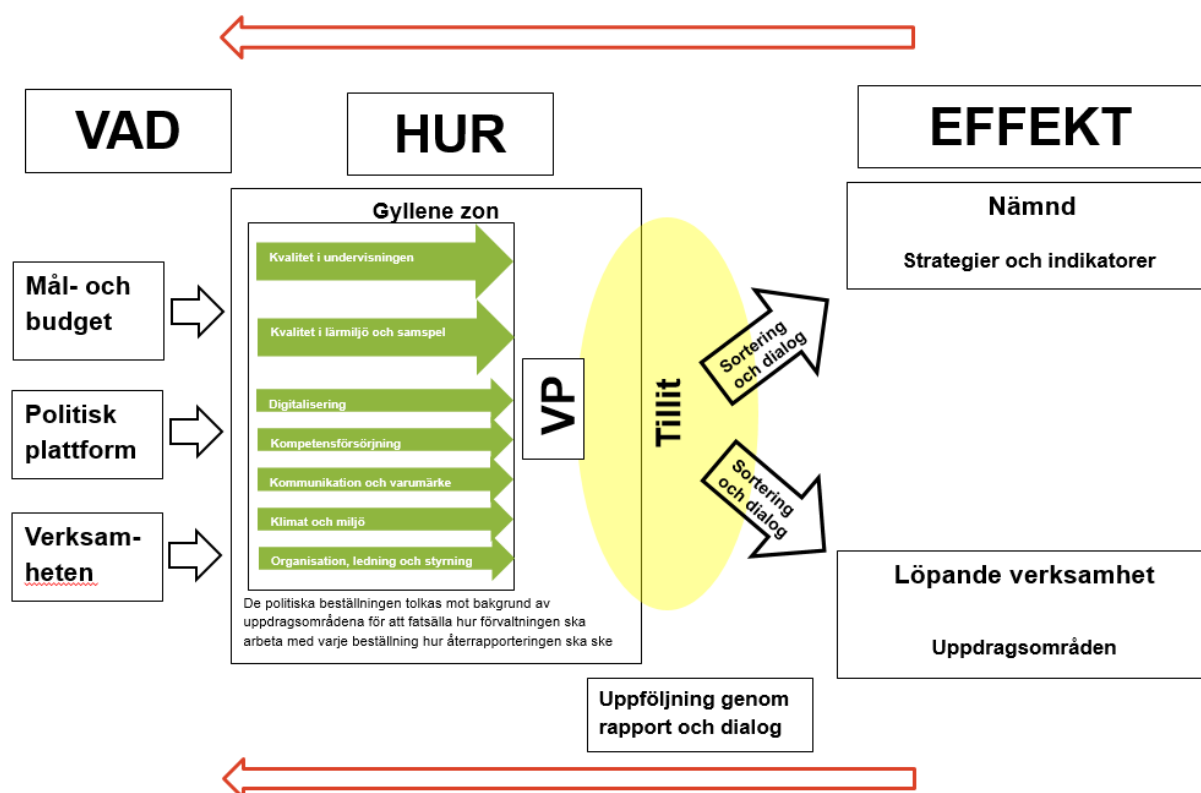 VAD
HUR
EFFEKT
Mål- och
budget
Politisk
plattform
Verksam-
heten
Gyllene zon
Kvalitet i undervisningen
Kvalitet i lärmiljö och samspel
Digitalisering
Kompetensförsörjning
Kommunikation och varumärke
Klimat och miljö
Organisation, ledning och styrning
De politiska beställningen tolkas mot bakgrund av
uppdragsområdena för att fatsälla hur förvaltningen ska
arbeta med varje beställning hur återrapporteringen ska ske
VP
Tillit
Sortering
och dialog
Sortering
och dialog
Nämnd
Strategier och indikatorer
Löpande verksamhet
Uppdragsområden
Uppföljning genom
rapport och dialog